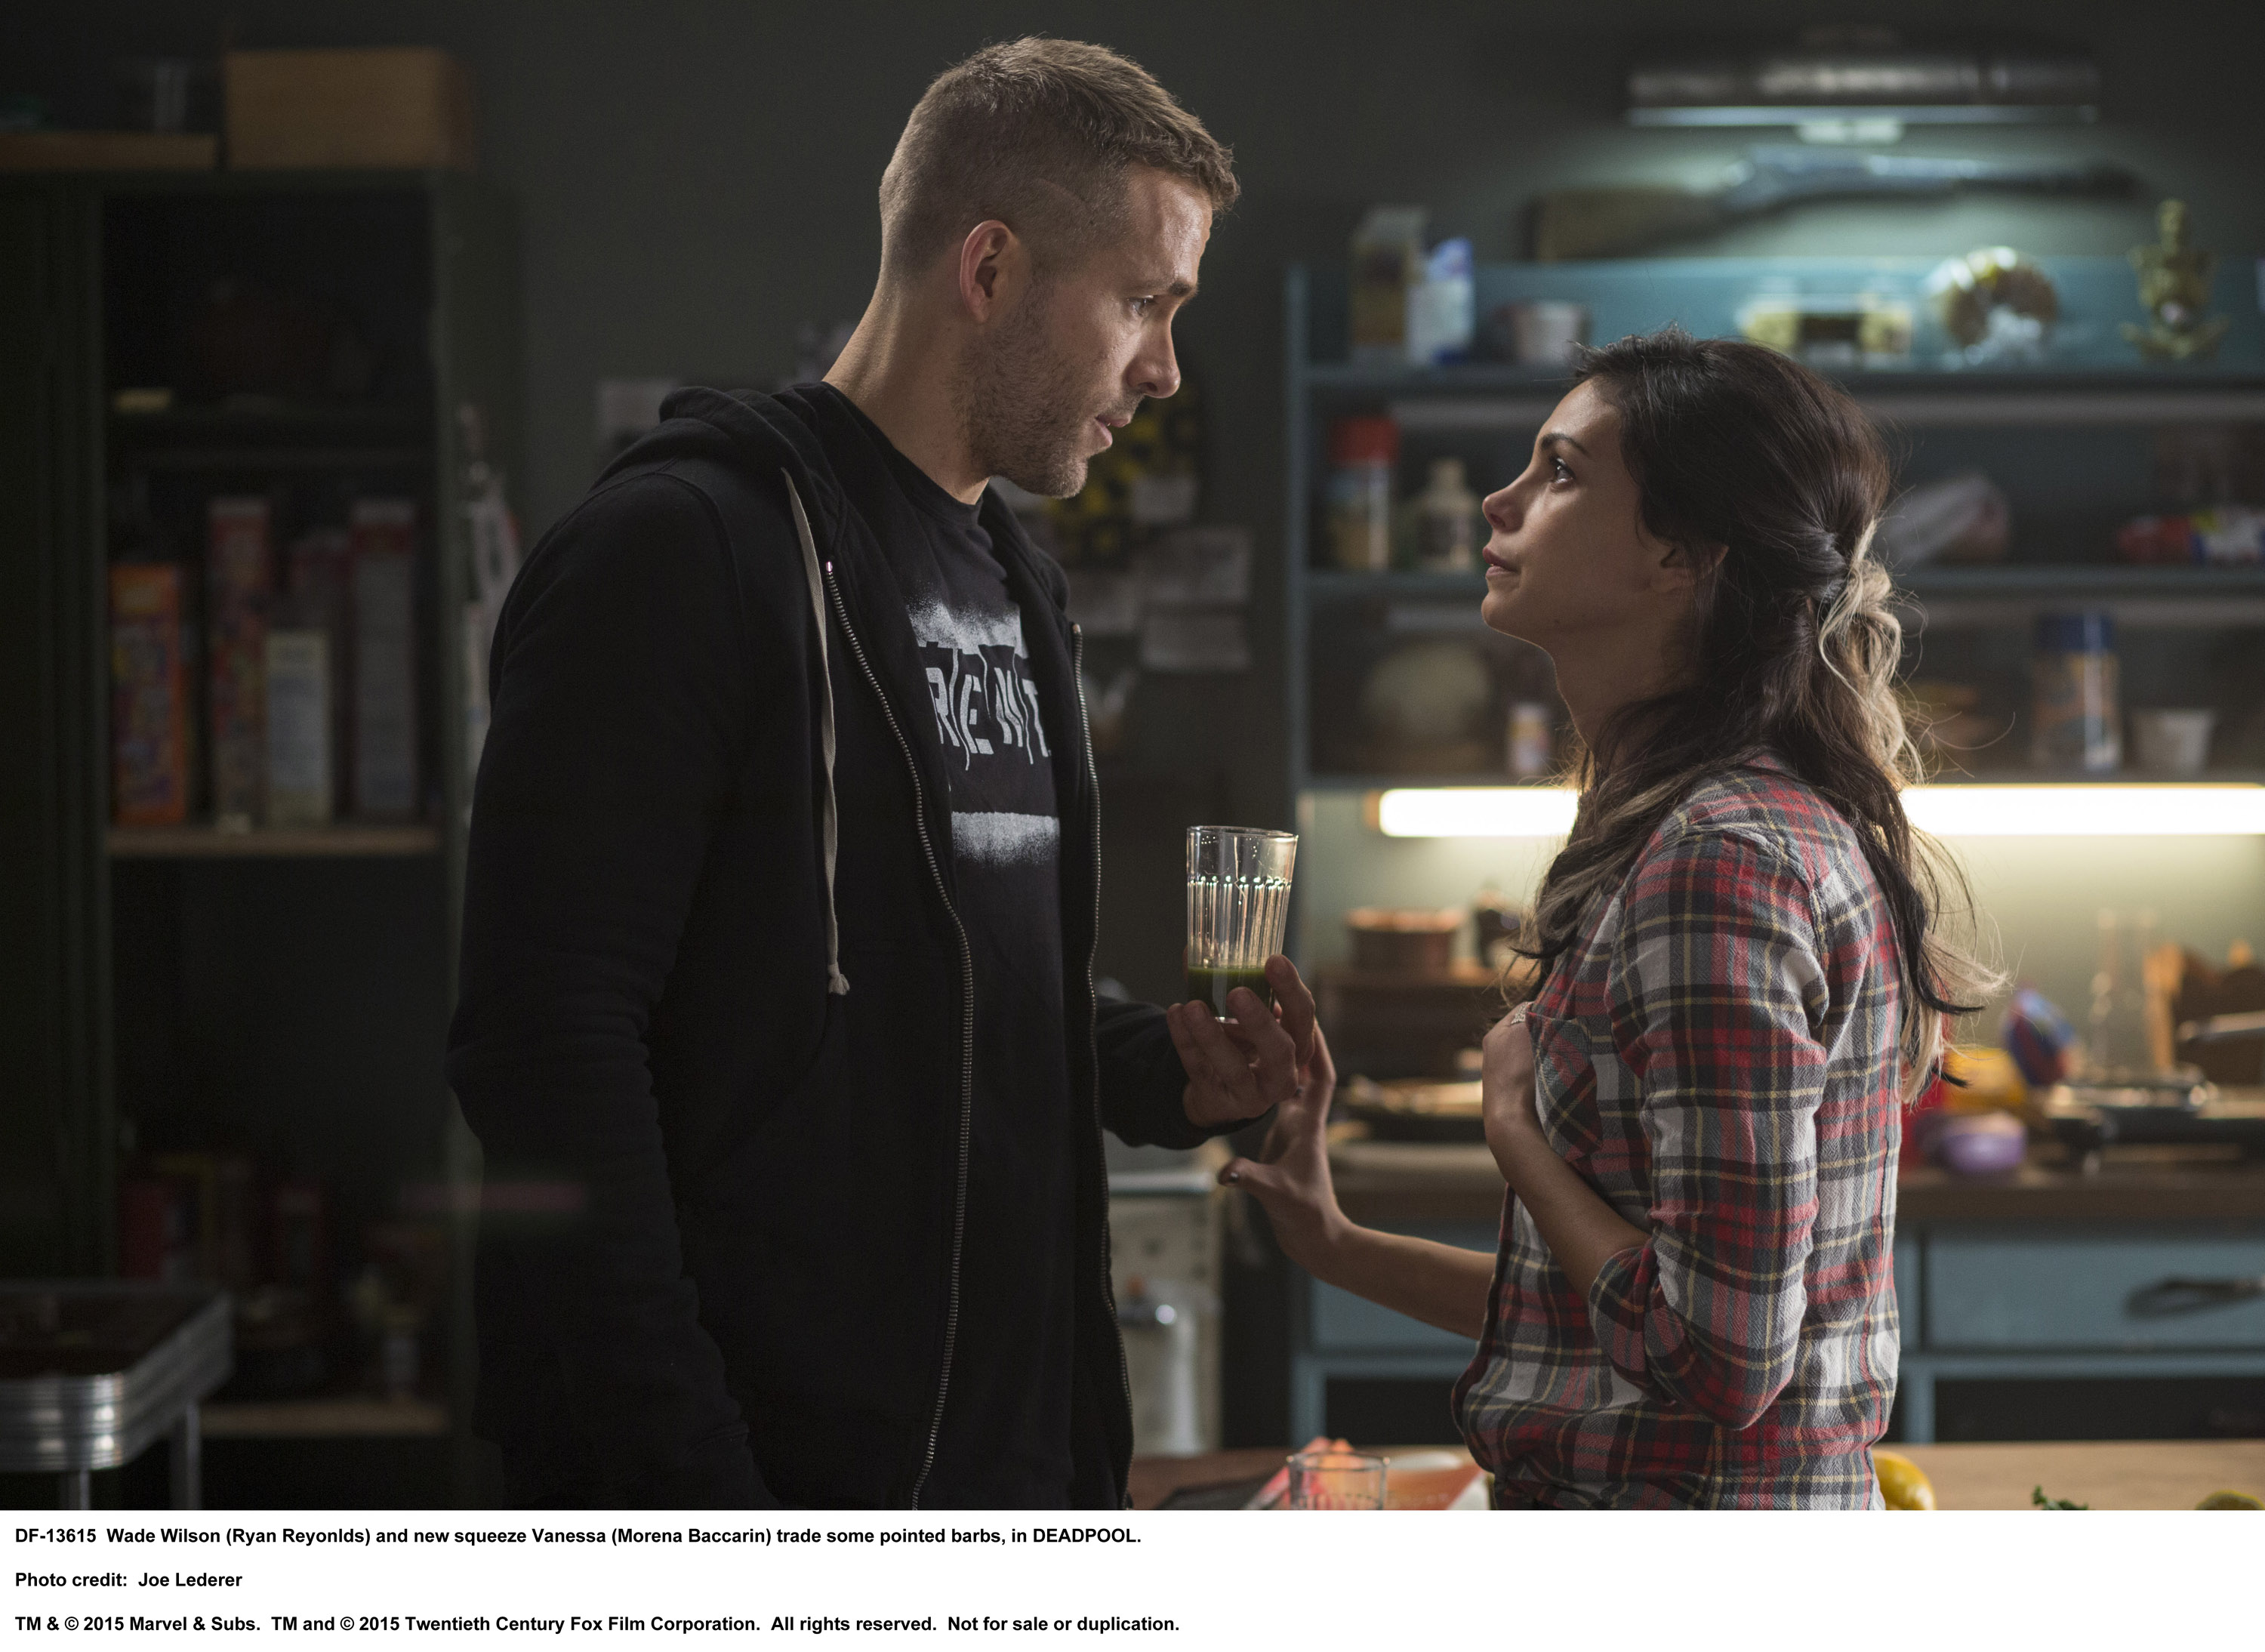 RENT
DF-13615 Wade Wilson (Ryan Reyonlds) and new squeeze Vanessa (Morena Baccarin) trade some pointed barbs, in DEADPOOL.
Photo credit: Joe Lederer
TM & © 2015 Marvel & Subs. TM and © 2015 Twentieth Century Fox Film Corporation. All rights reserved. Not for sale or duplication.